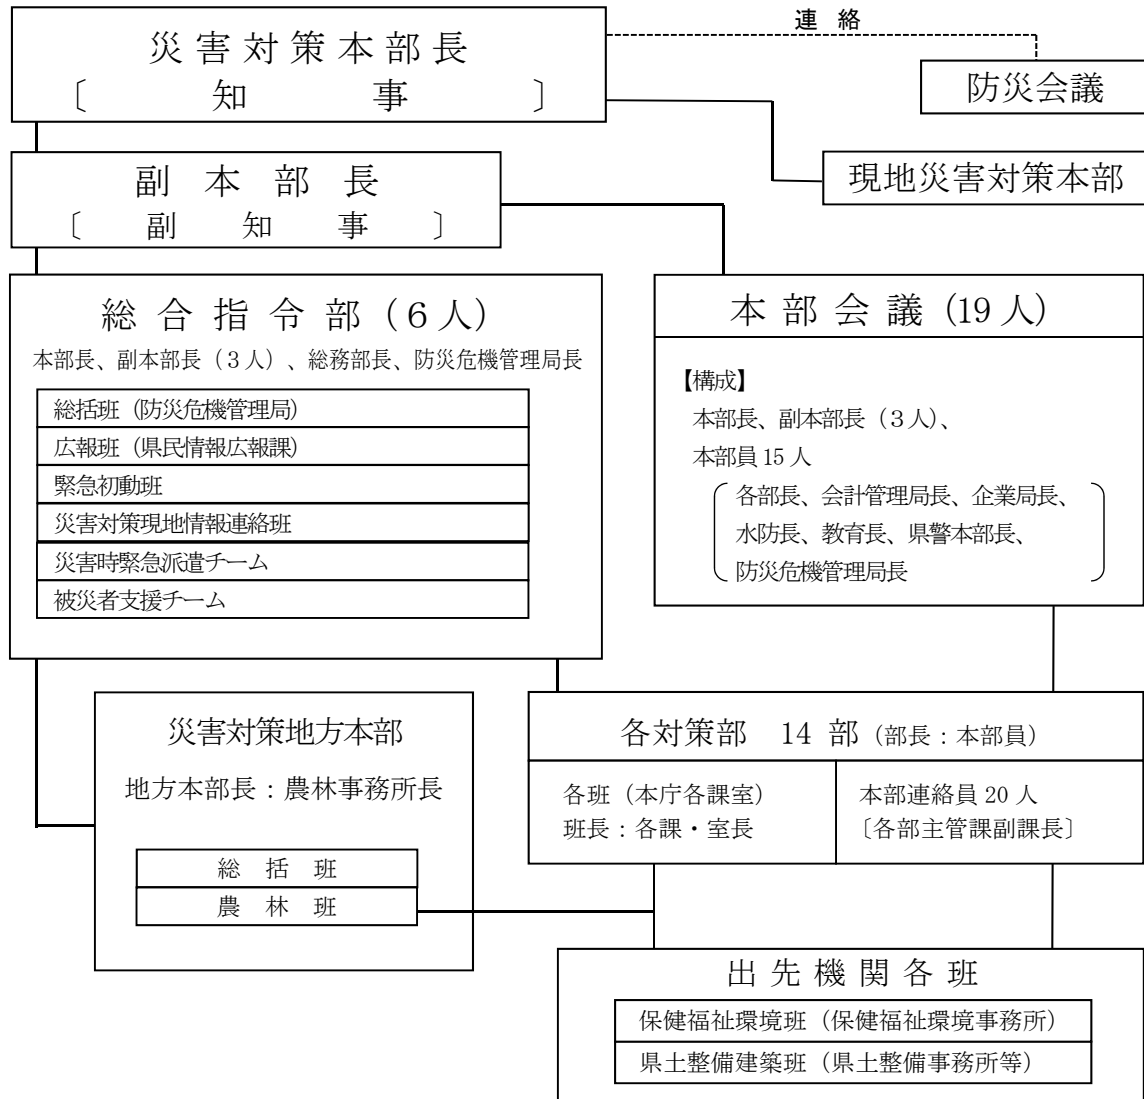 連 絡
災害対策本部長
〔 知 事 〕
防災会議
現地災害対策本部
副 本 部 長
〔 副 知 事 〕
総 合 指 令 部 (６人)
本部長、副本部長（３人）、総務部長、防災危機管理局長
総括班（防災危機管理局）
広報班（県民情報広報課）
緊急初動班
災害対策現地情報連絡班
災害時緊急派遣チーム
被災者支援チーム
本 部 会 議 (19人)
【構成】
本部長、副本部長（３人）、
本部員 15 人
各部長、会計管理局長、企業局長、
水防長、教育長、県警本部長、
防災危機管理局長
災害対策地方本部
地方本部長：農林事務所長
総 括 班
農 林 班
各対策部 14 部（部長：本部員）
各班（本庁各課室）
班長：各課・室長
本部連絡員 20 人
〔各部主管課副課長〕
出 先 機 関 各 班
保健福祉環境班（保健福祉環境事務所）
県土整備建築班（県土整備事務所等）